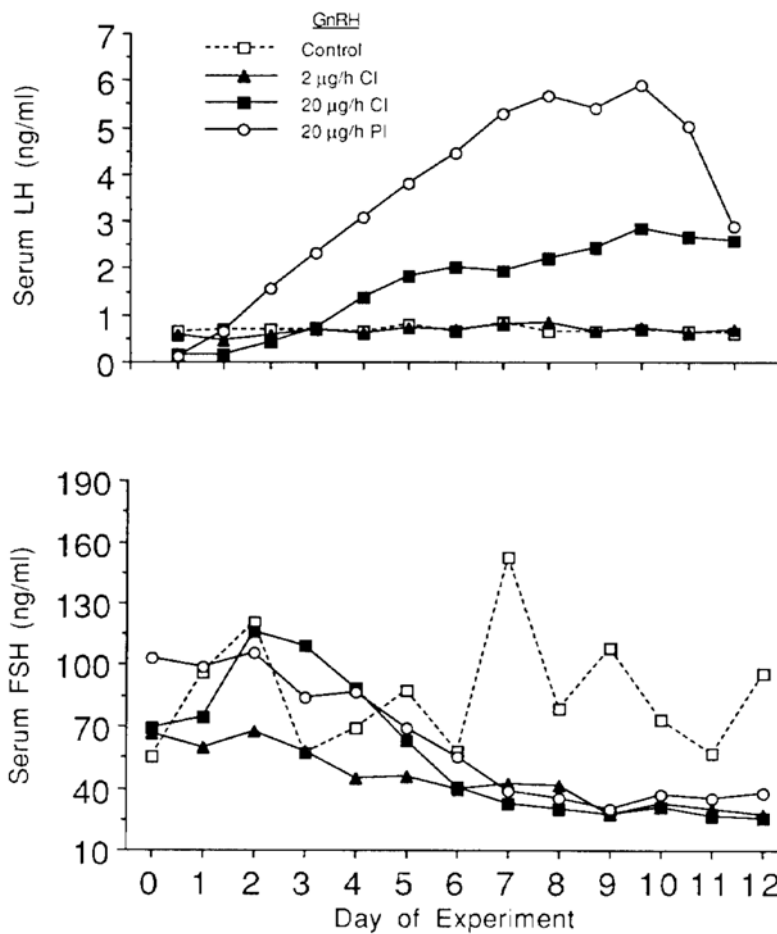 GnRH
Control
2 µg/h CI
20 µg/h CI
20 µg/h PI
Serum LH (ng/ml)
7
6
5
4
3
2
1
0
Serum FSH (ng/ml)
190
160
130
100
70
40
10
0 1 2 3 4 5 6 7 8 9 10 11 12
Day of Experiment